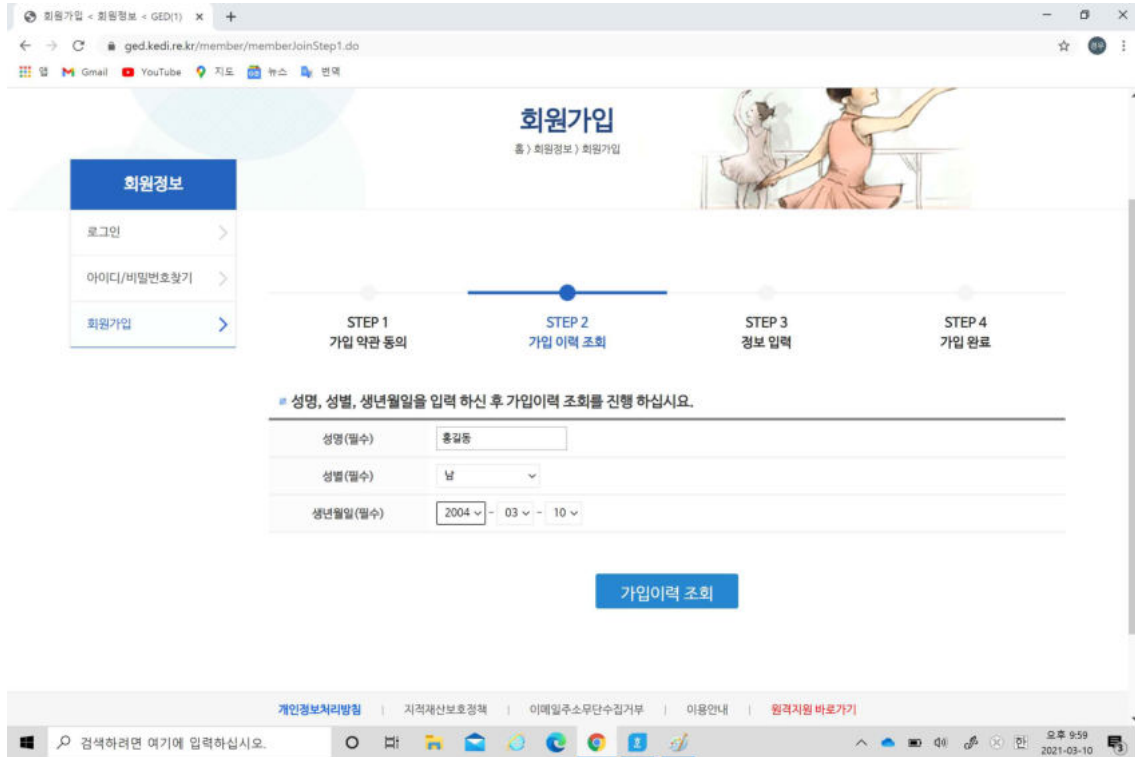 회원가입 < 회원정보 < GED(1)
ged.kedi.re.kr/member/memberJoinStep1.do
앱 Gmail YouTube 지도 뉴스 번역
회원가입
홈 > 회원정보 > 회원가입
회원정보
로그인
아이디/비밀번호찾기
회원가입
STEP 1 STEP 2 STEP 3 STEP 4
가입 약관 동의 가입 이력 조회 정보 입력 가입 완료
성명, 성별, 생년월일을 입력 하신 후 가입이력 조회를 진행 하십시요.
성명(필수) 홍길동
성별(필수) 남
생년월일(필수) 2004 - 03 - 10
가입이력 조회
개인정보처리방침 | 지적재산보호정책 | 이메일주소무단수집거부 | 이용안내 | 원격지원 바로가기
검색하려면 여기에 입력하십시오.
한
오후 9:59
2021-03-10